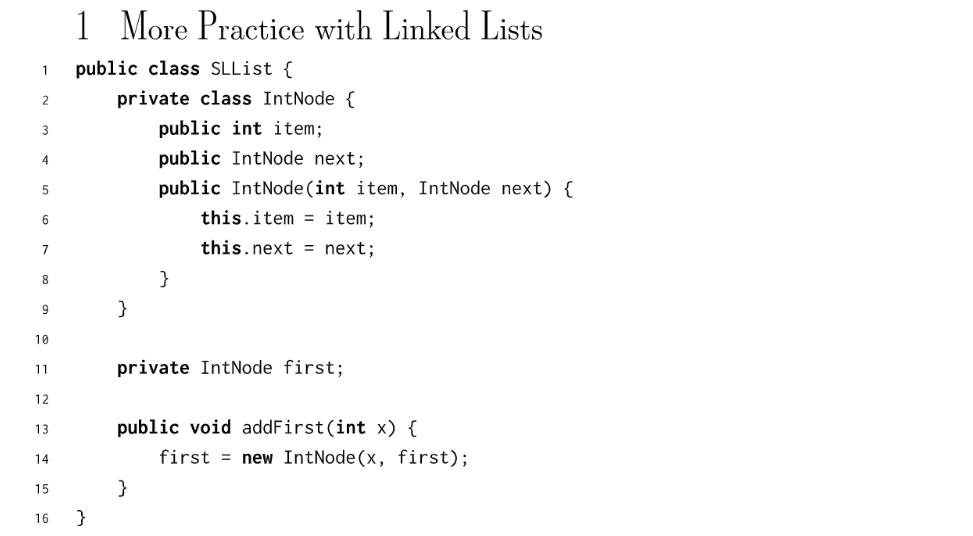 1 More Practice with Linked Lists
1 public class SLList {
2     private class IntNode {
3         public int item;
4         public IntNode next;
5         public IntNode(int item, IntNode next) {
6             this.item = item;
7             this.next = next;
8         }
9     }
10
11     private IntNode first;
12
13     public void addFirst(int x) {
14         first = new IntNode(x, first);
15     }
16 }